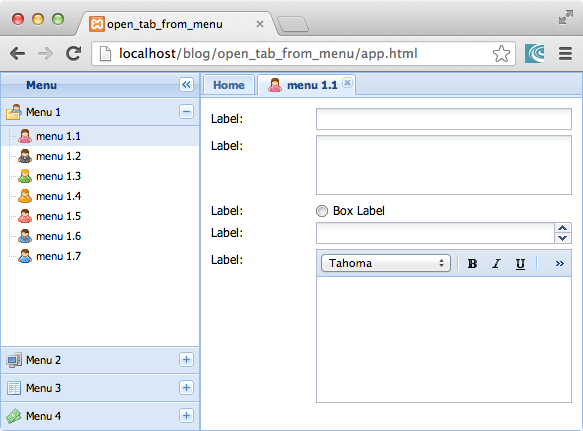 open_tab_from_menu
localhost/blog/open_tab_from_menu/app.html
Menu
Menu 1
menu 1.1
menu 1.2
menu 1.3
menu 1.4
menu 1.5
menu 1.6
menu 1.7
Menu 2
Menu 3
Menu 4
Home menu 1.1
Label:
Label:
Label: Box Label
Label:
Label: Tahoma B I U »